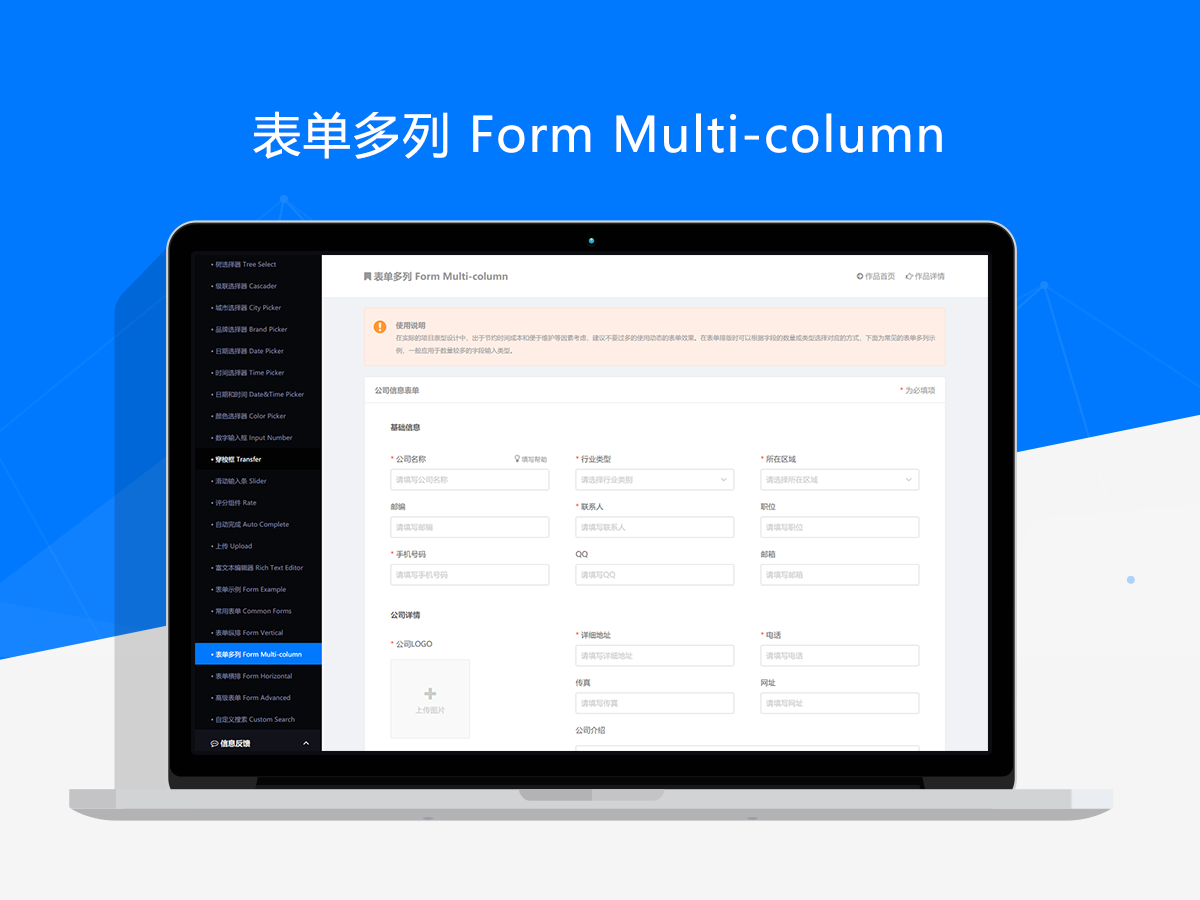 表单多列 Form Multi-column
• 树选择器 Tree Select
• 级联选择器 Cascader
• 城市选择器 City Picker
• 品牌选择器 Brand Picker
• 日期选择器 Date Picker
• 时间选择器 Time Picker
• 日期和时间 Date&Time Picker
• 颜色选择器 Color Picker
• 数字输入框 Input Number
• 穿梭框 Transfer
• 滑动输入条 Slider
• 评分组件 Rate
• 自动完成 Auto Complete
• 上传 Upload
• 富文本编辑器 Rich Text Editor
• 表单示例 Form Example
• 常用表单 Common Forms
• 表单纵排 Form Vertical
• 表单多列 Form Multi-column
• 表单横排 Form Horizontal
• 高级表单 Form Advanced
• 自定义搜索 Custom Search
信息反馈
表单多列 Form Multi-column
作品首页 作品详情
使用说明
在实际的项目原型设计中，出于节约时间成本和便于维护等因素考虑，建议不要过多的使用动态的表单效果。在表单排版时可以根据字段的数量或类型选择对应的方式，下面为常见的表单多列示
例，一般应用于数量较多的字段输入类型。
公司信息表单 * 为必填项
基础信息
* 公司名称 填写帮助 * 行业类型 * 所在区域
请填写公司名称 请选择行业类别 请选择所在区域
邮编 * 联系人 职位
请填写邮编 请填写联系人 请填写职位
* 手机号码 QQ 邮箱
请填写手机号码 请填写QQ 请填写邮箱
公司详情
* 公司LOGO * 详细地址 * 电话
请填写详细地址 请填写电话
传真 网址
上传图片 请填写传真 请填写网址
公司介绍